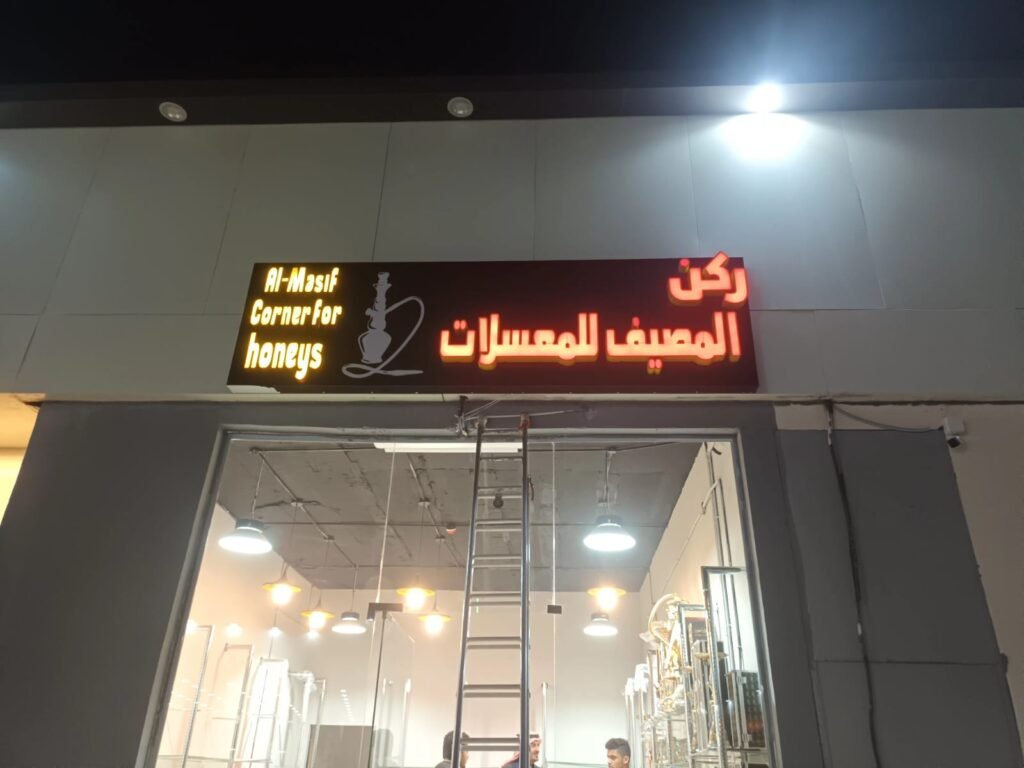 ركن
المصيف للمعسلات
Al-Masif
Corner for
honeys